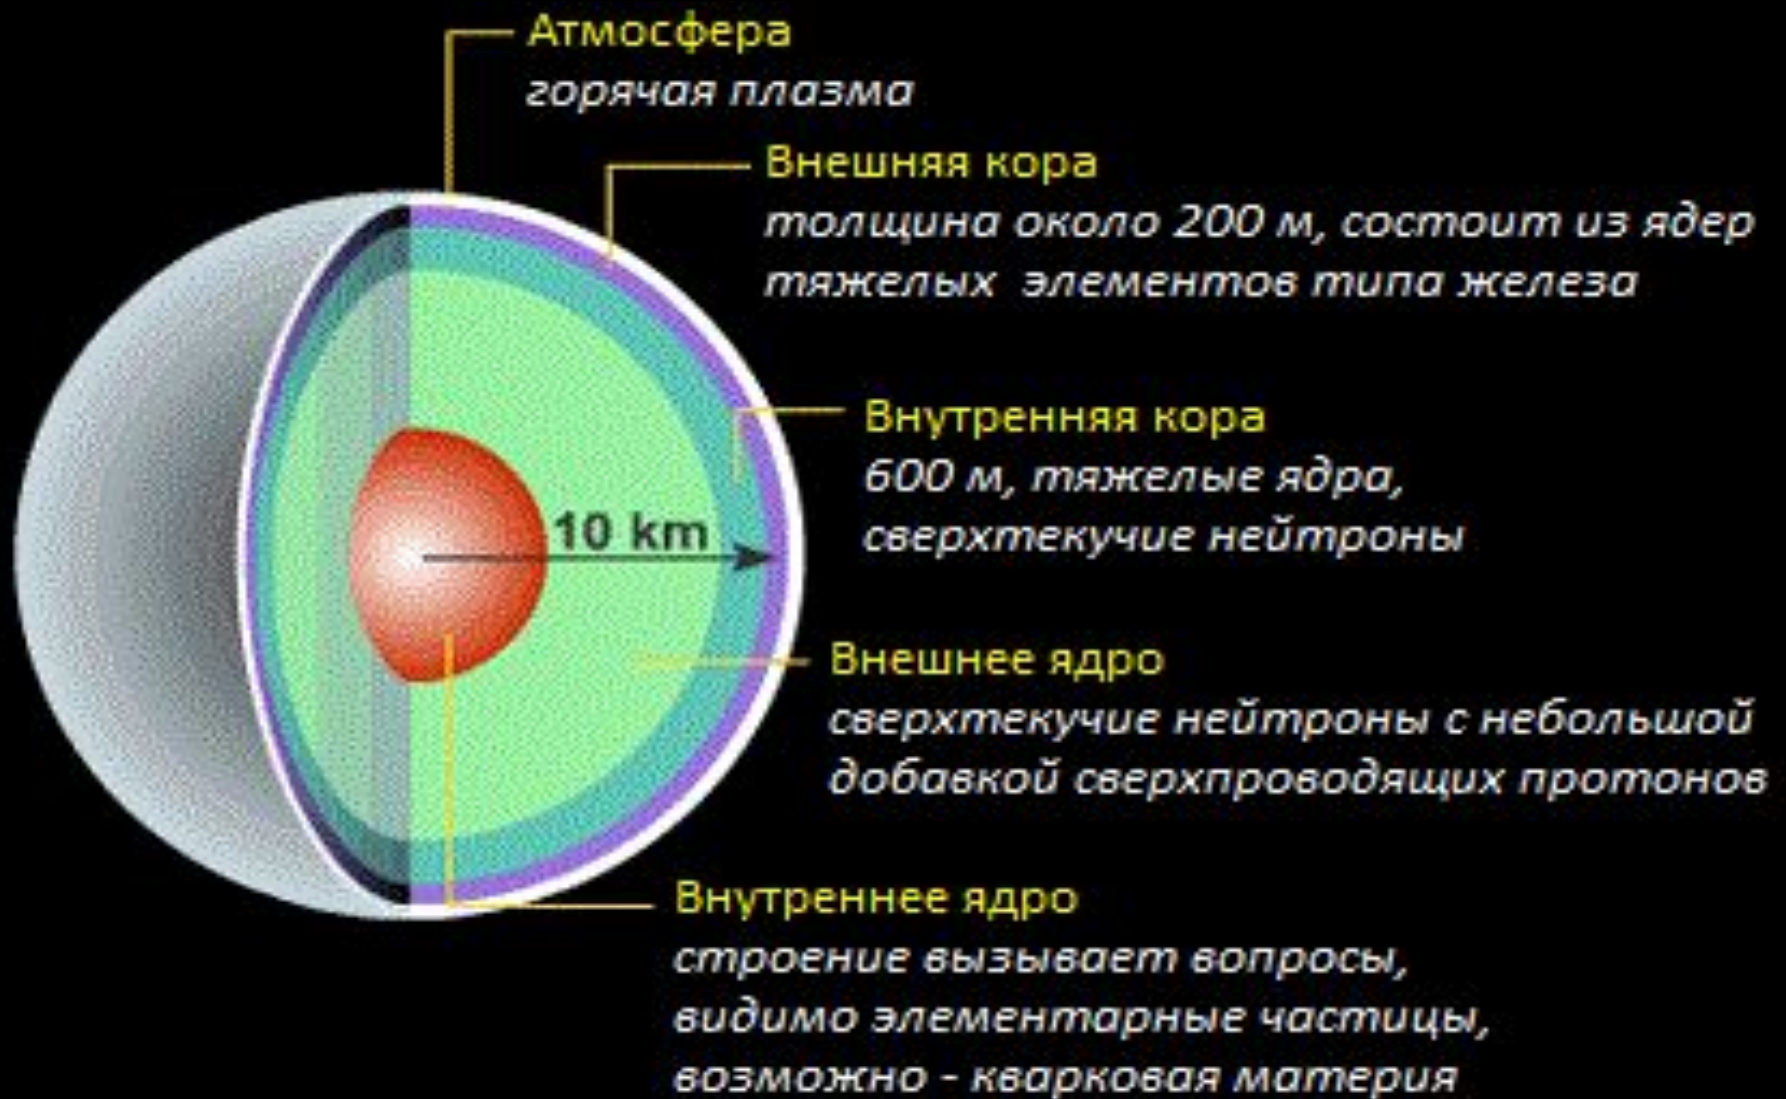 Атмосфера
горячая плазма
Внешняя кора
толщина около 200 м, состоит из ядер
тяжелых элементов типа железа
Внутренняя кора
600 м, тяжелые ядра,
сверхтекучие нейтроны
10 km
Внешнее ядро
сверхтекучие нейтроны с небольшой
добавкой сверхпроводящих протонов
Внутреннее ядро
строение вызывает вопросы,
видимо элементарные частицы,
возможно - кварковая материя